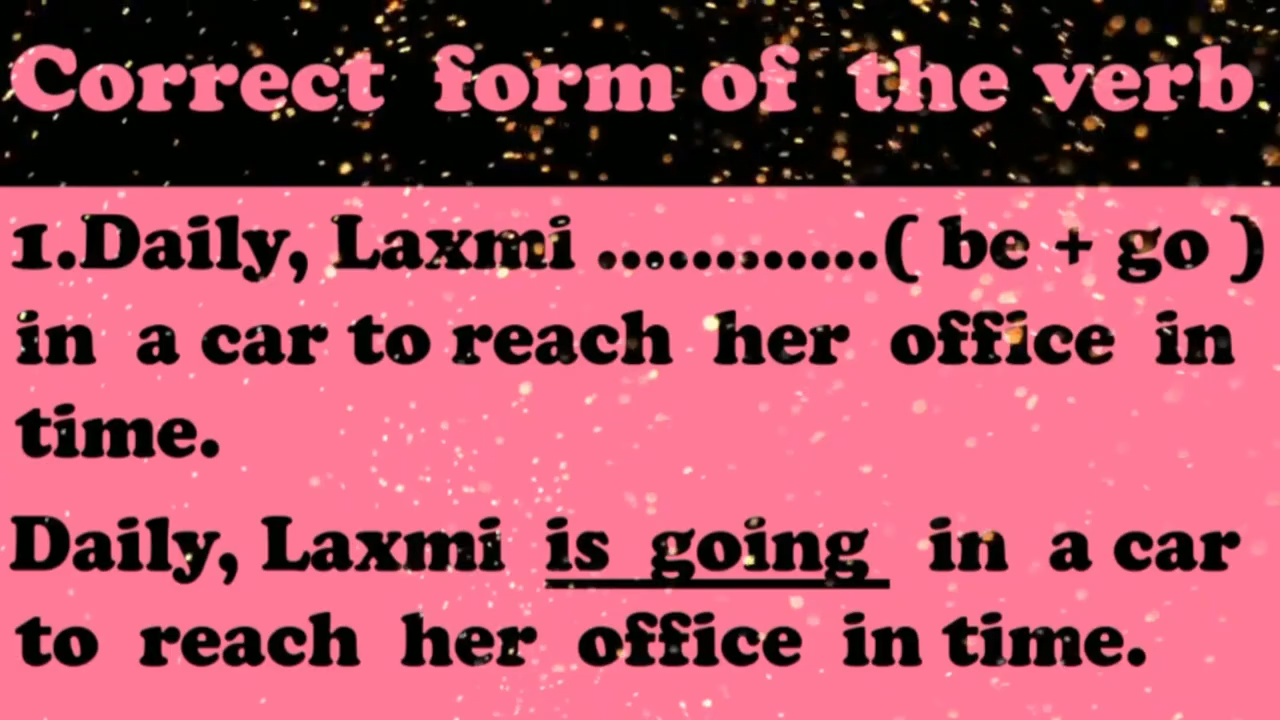 Correct form of the verb
1.Daily, Laxmi ............( be + go )
in a car to reach her office in
time.
Daily, Laxmi is going in a car
to reach her office in time.